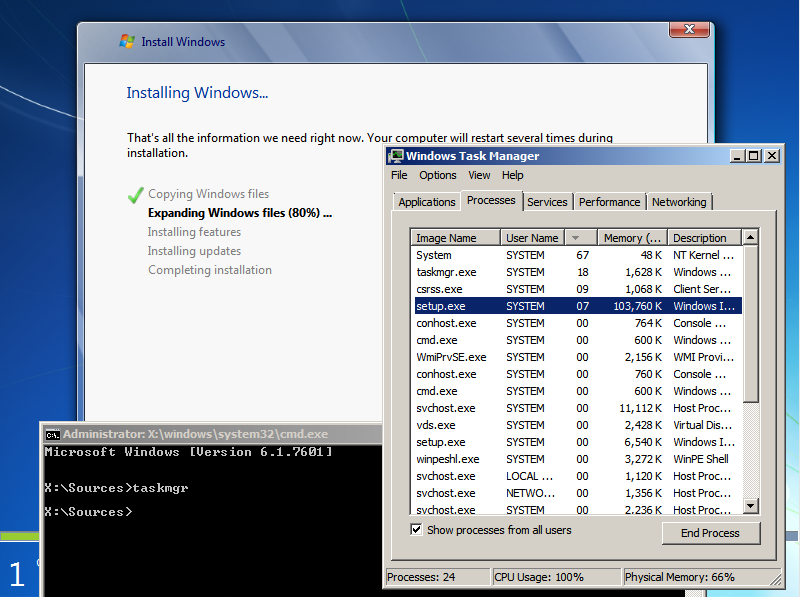 Install Windows
Installing Windows...
That's all the information we need right now. Your computer will restart several times during
installation.
Copying Windows files
Expanding Windows files (80%) ...
Installing features
Installing updates
Completing installation
Windows Task Manager
File Options View Help
Applications Processes Services Performance Networking
Image Name User Name Memory (... Description
System SYSTEM 67 48 K NT Kernel ...
taskmgr.exe SYSTEM 18 1,628 K Windows ...
csrss.exe SYSTEM 09 1,068 K Client Ser...
setup.exe SYSTEM 07 103,760 K Windows I...
conhost.exe SYSTEM 00 764 K Console ...
cmd.exe SYSTEM 00 600 K Windows ...
WmiPrvSE.exe SYSTEM 00 2,156 K WMI Provi...
conhost.exe SYSTEM 00 760 K Console ...
cmd.exe SYSTEM 00 600 K Windows ...
svchost.exe SYSTEM 00 11,112 K Host Proc...
vds.exe SYSTEM 00 2,428 K Virtual Dis...
setup.exe SYSTEM 00 6,540 K Windows I...
winpeshl.exe SYSTEM 00 3,272 K WinPE Shell
svchost.exe LOCAL ... 00 1,120 K Host Proc...
svchost.exe NETWO... 00 1,356 K Host Proc...
svchost.exe SYSTEM 00 2,236 K Host Proc...
Show processes from all users End Process
Processes: 24 CPU Usage: 100% Physical Memory: 66%
C:\. Administrator: X:\windows\system32\cmd.exe
Microsoft Windows [Version 6.1.7601]
X:\Sources>taskmgr
X:\Sources>
1